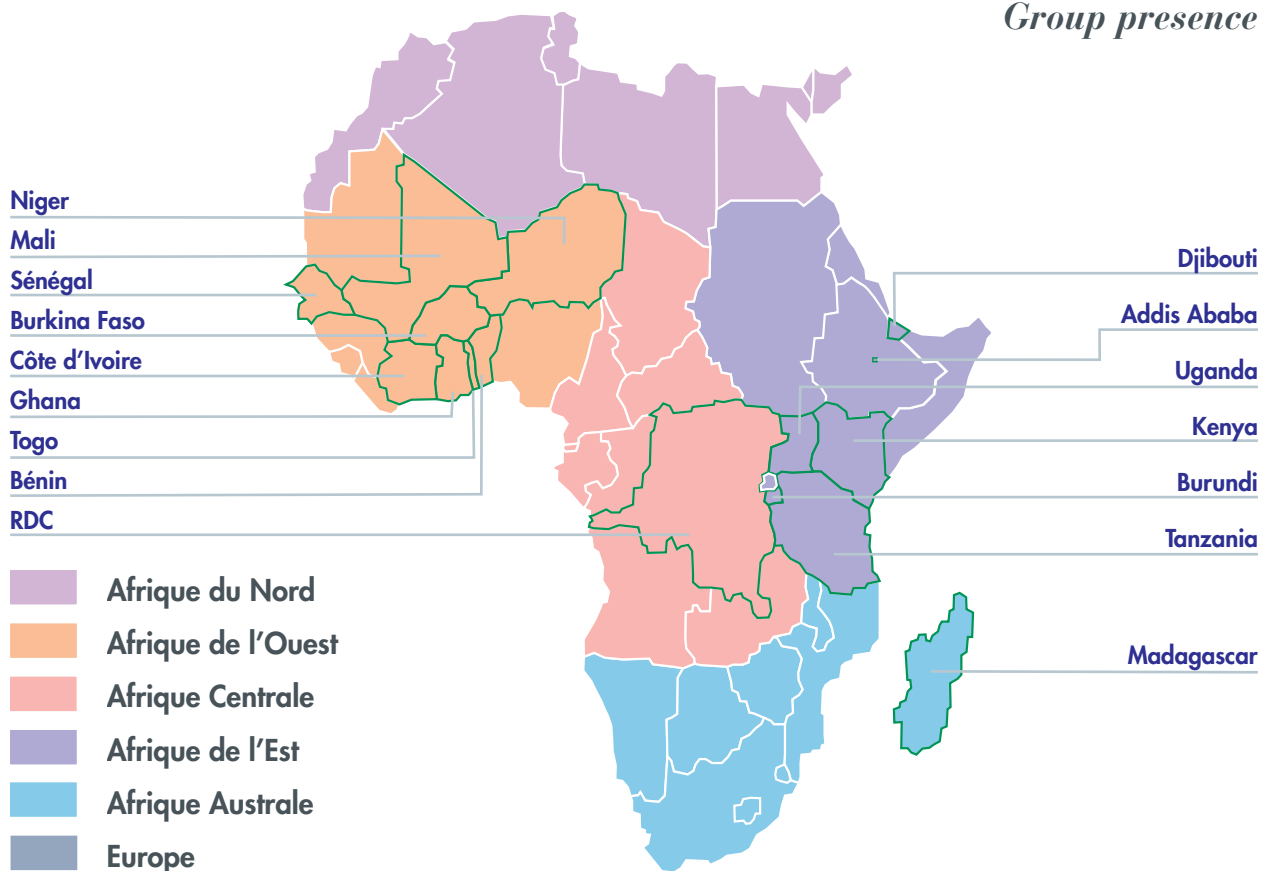 Group presence
Niger
Mali
Sénégal
Burkina Faso
Côte d’Ivoire
Ghana
Togo
Bénin
RDC
Djibouti
Addis Ababa
Uganda
Kenya
Burundi
Tanzania
Madagascar
Afrique du Nord
Afrique de l’Ouest
Afrique Centrale
Afrique de l’Est
Afrique Australe
Europe